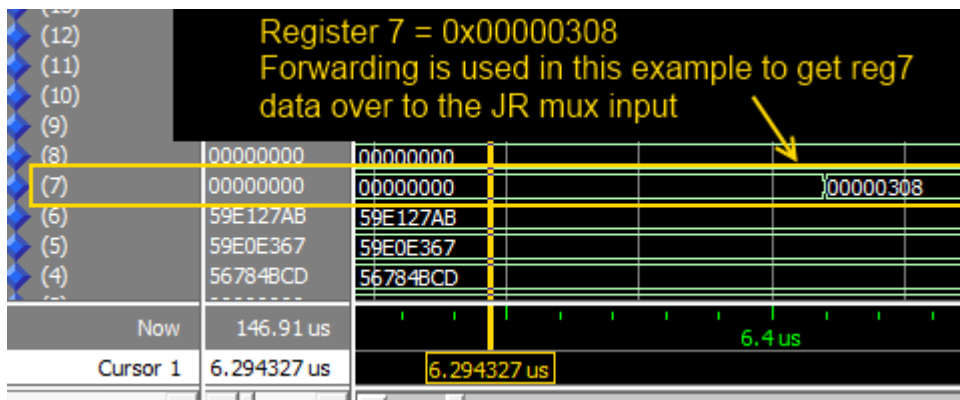 (12)
Register 7 = 0x00000308
(11)
Forwarding is used in this example to get reg7
(10)
data over to the JR mux input
(9)
(8) 00000000 00000000
(7) 00000000 00000000 00000308
(6) 59E127AB 59E127AB
(5) 59E0E367 59E0E367
(4) 56784BCD 56784BCD
Now 146.91 us 6.4 us
Cursor 1 6.294327 us 6.294327 us